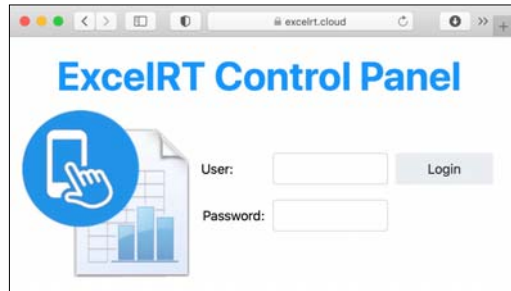 excelrt.cloud
ExcelRT Control Panel
User:
Login
Password: